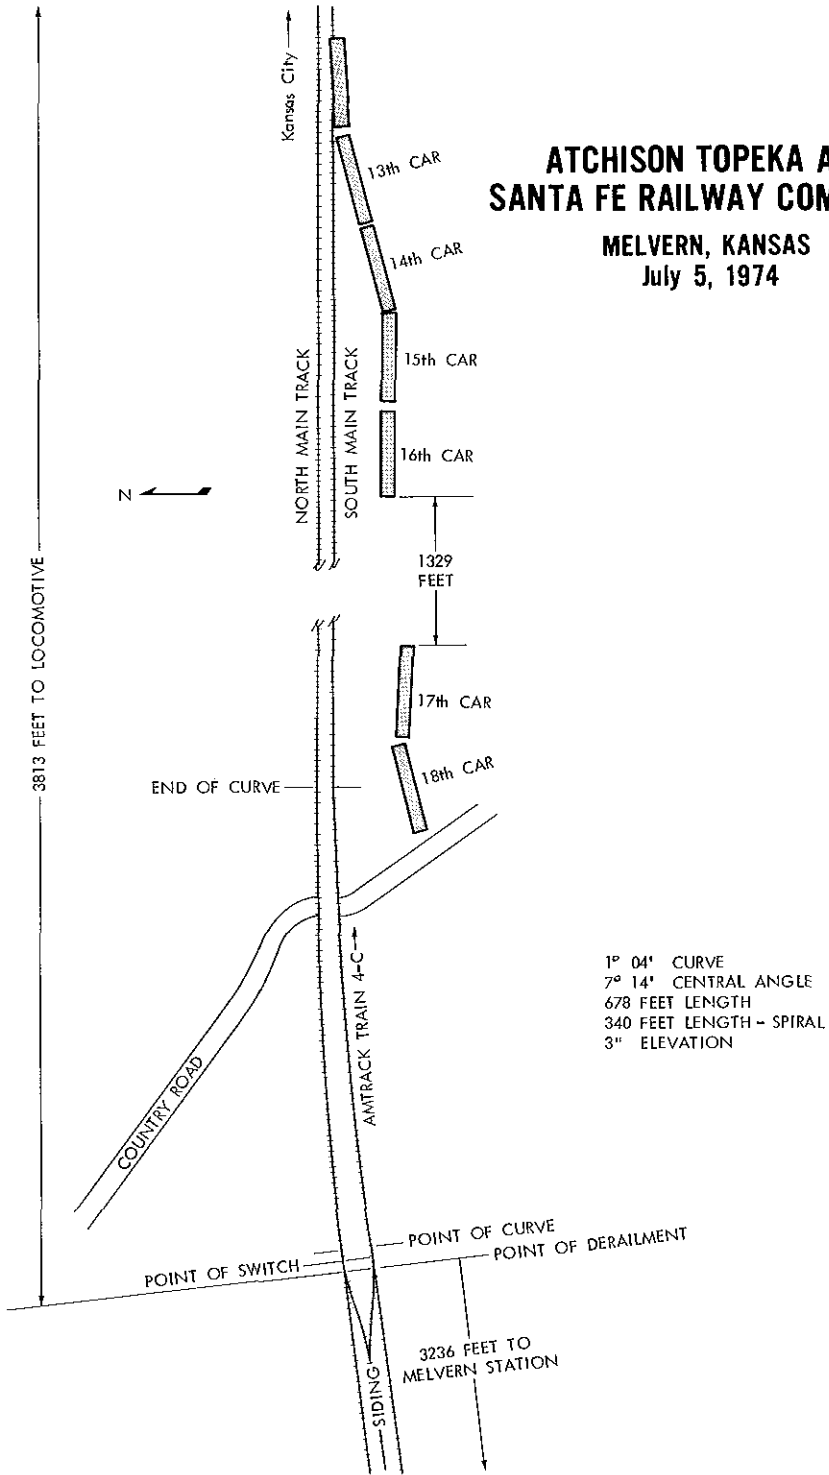 Kansas City
ATCHISON TOPEKA A
SANTA FE RAILWAY COM
MELVERN, KANSAS
July 5, 1974
13th CAR
14th CAR
15th CAR
16th CAR
NORTH MAIN TRACK
SOUTH MAIN TRACK
N
1329
FEET
3813 FEET TO LOCOMOTIVE
17th CAR
18th CAR
END OF CURVE
1° 04' CURVE
7° 14' CENTRAL ANGLE
678 FEET LENGTH
340 FEET LENGTH - SPIRAL
3" ELEVATION
AMTRACK TRAIN 4-C
COUNTRY ROAD
POINT OF CURVE
POINT OF SWITCH
POINT OF DERAILMENT
3236 FEET TO
MELVERN STATION
SIDING